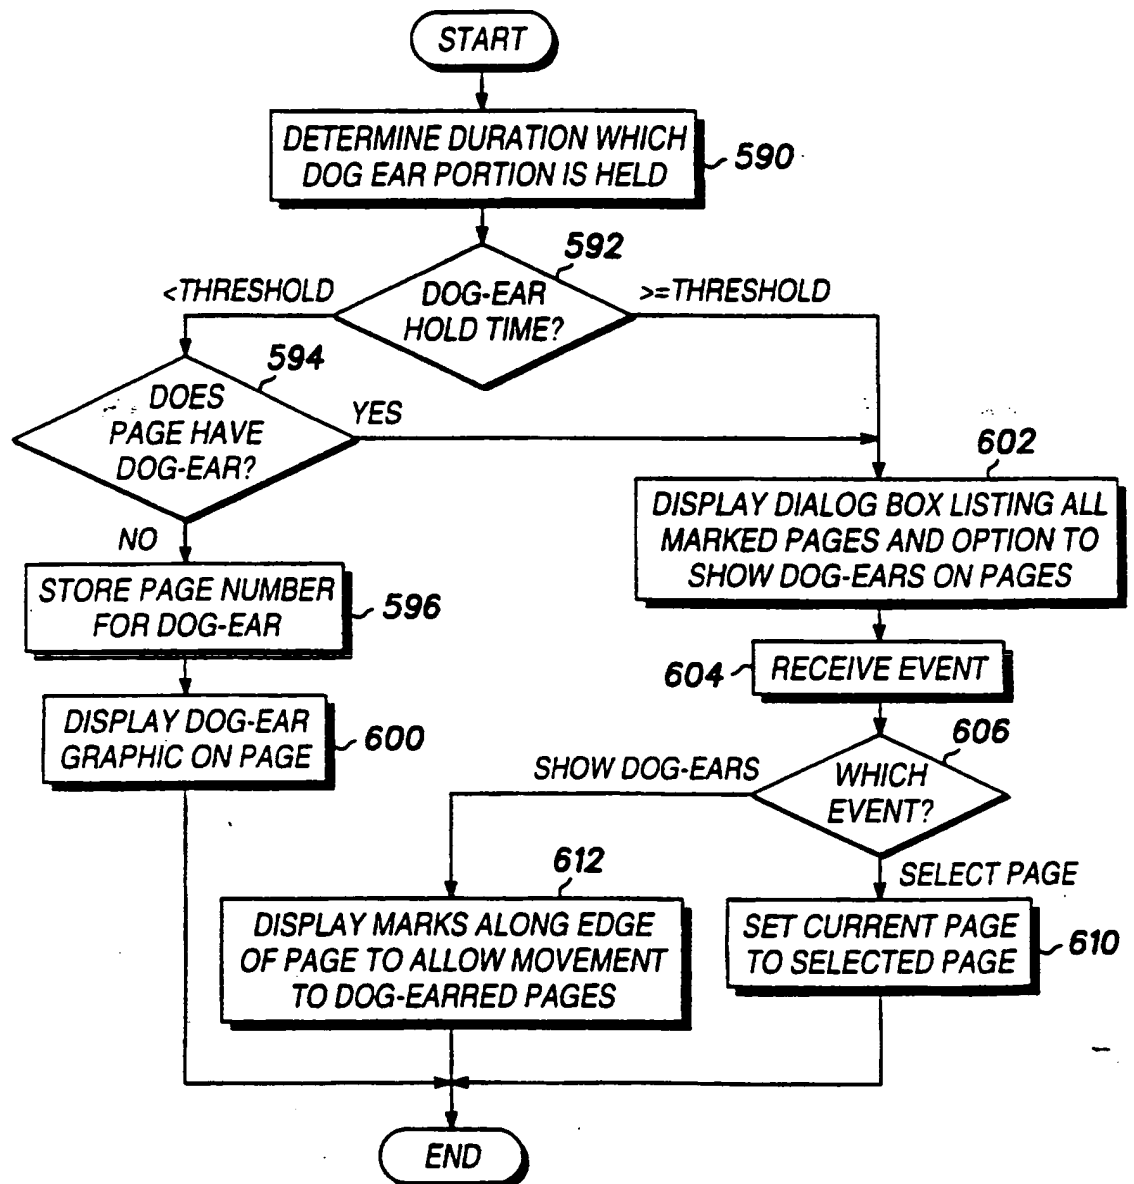 START
DETERMINE DURATION WHICH
DOG EAR PORTION IS HELD
590
592
DOG-EAR
HOLD TIME?
<THRESHOLD
>=THRESHOLD
594
DOES
PAGE HAVE
DOG-EAR?
YES
NO
STORE PAGE NUMBER
FOR DOG-EAR
596
DISPLAY DOG-EAR
GRAPHIC ON PAGE
600
602
DISPLAY DIALOG BOX LISTING ALL
MARKED PAGES AND OPTION TO
SHOW DOG-EARS ON PAGES
604
RECEIVE EVENT
606
WHICH
EVENT?
SHOW DOG-EARS
SELECT PAGE
612
DISPLAY MARKS ALONG EDGE
OF PAGE TO ALLOW MOVEMENT
TO DOG-EARRED PAGES
SET CURRENT PAGE
TO SELECTED PAGE
610
END